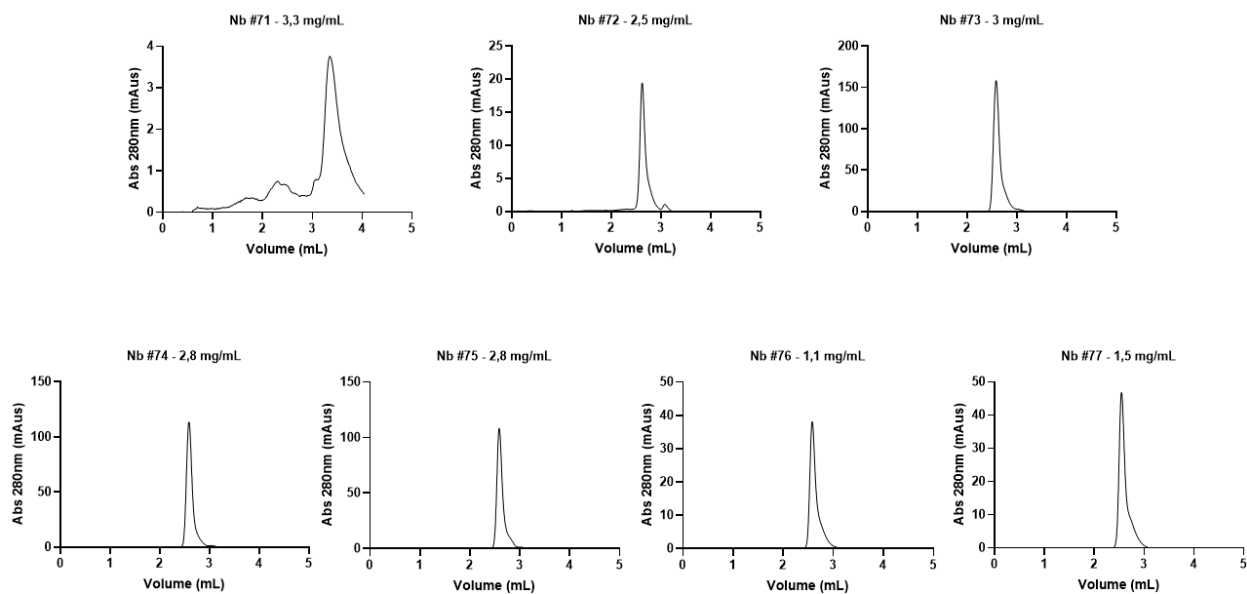 Nb #71 - 3,3 mg/mL
Nb #72 - 2,5 mg/mL
Nb #73 - 3 mg/mL
Abs 280nm (mAus)
4
3
2
1
0
0 1 2 3 4 5
Volume (mL)
Abs 280nm (mAus)
25
20
15
10
5
0
0 1 2 3 4 5
Volume (mL)
Abs 280nm (mAus)
200
150
100
50
0
0 1 2 3 4 5
Volume (mL)
Nb #74 - 2,8 mg/mL
Nb #75 - 2,8 mg/mL
Nb #76 - 1,1 mg/mL
Nb #77 - 1,5 mg/mL
Abs 280nm (mAus)
150
100
50
0
0 1 2 3 4 5
Volume (mL)
Abs 280nm (mAus)
150
100
50
0
0 1 2 3 4 5
Volume (mL)
Abs 280nm (mAus)
50
40
30
20
10
0
0 1 2 3 4 5
Volume (mL)
Abs 280nm (mAus)
50
40
30
20
10
0
0 1 2 3 4 5
Volume (mL)